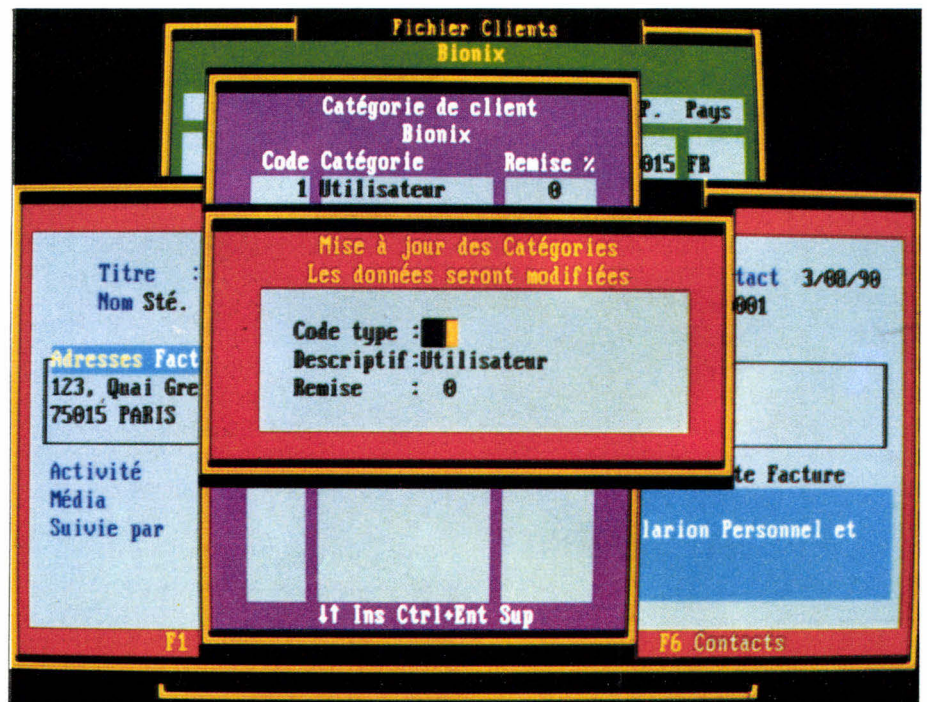 Fichier Clients
Bionix
Catégorie de client
Bionix
P. Pays
Code Catégorie Remise %
015 FR
1 Utilisateur 0
Mise à jour des Catégories
Les données seront modifiées
Titre :
tact 3/08/90
Nom Sté.
001
Code type :
Adresses Fact
Descriptif:Utilisateur
123, Quai Gre
Remise : 0
75015 PARIS
Activité
te Facture
Média
Suivie par
larion Personnel et
↓↑ Ins Ctrl+Ent Sup
F1
F6 Contacts